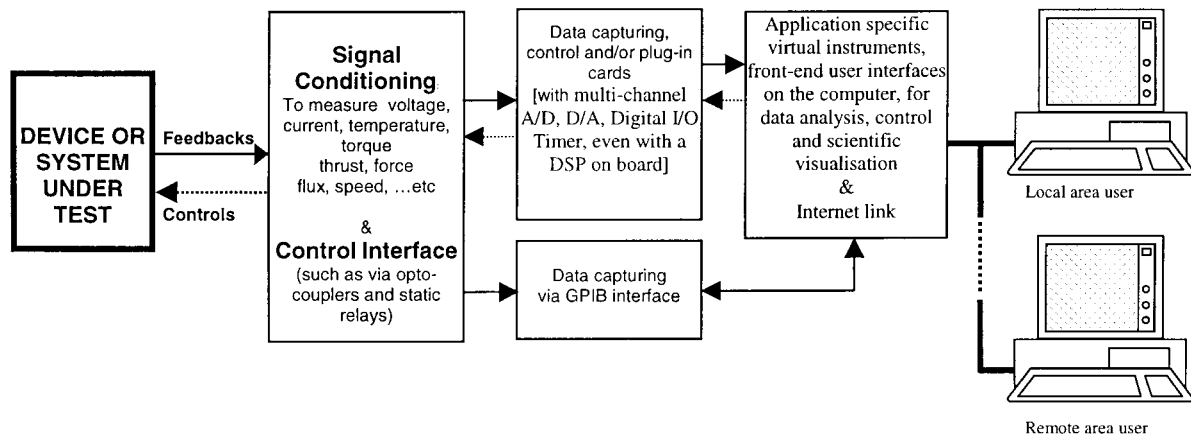 DEVICE OR
SYSTEM
UNDER
TEST
Feedbacks
Controls
Signal
Conditioning
To measure voltage,
current, temperature,
torque
thrust, force
flux, speed, ...etc
&
Control Interface
(such as via opto-
couplers and static
relays)
Data capturing,
control and/or plug-in
cards
[with multi-channel
A/D, D/A, Digital I/O
Timer, even with a
DSP on board]
Data capturing
via GPIB interface
Application specific
virtual instruments,
front-end user interfaces
on the computer, for
data analysis, control
and scientific
visualisation
&
Internet link
Local area user
Remote area user